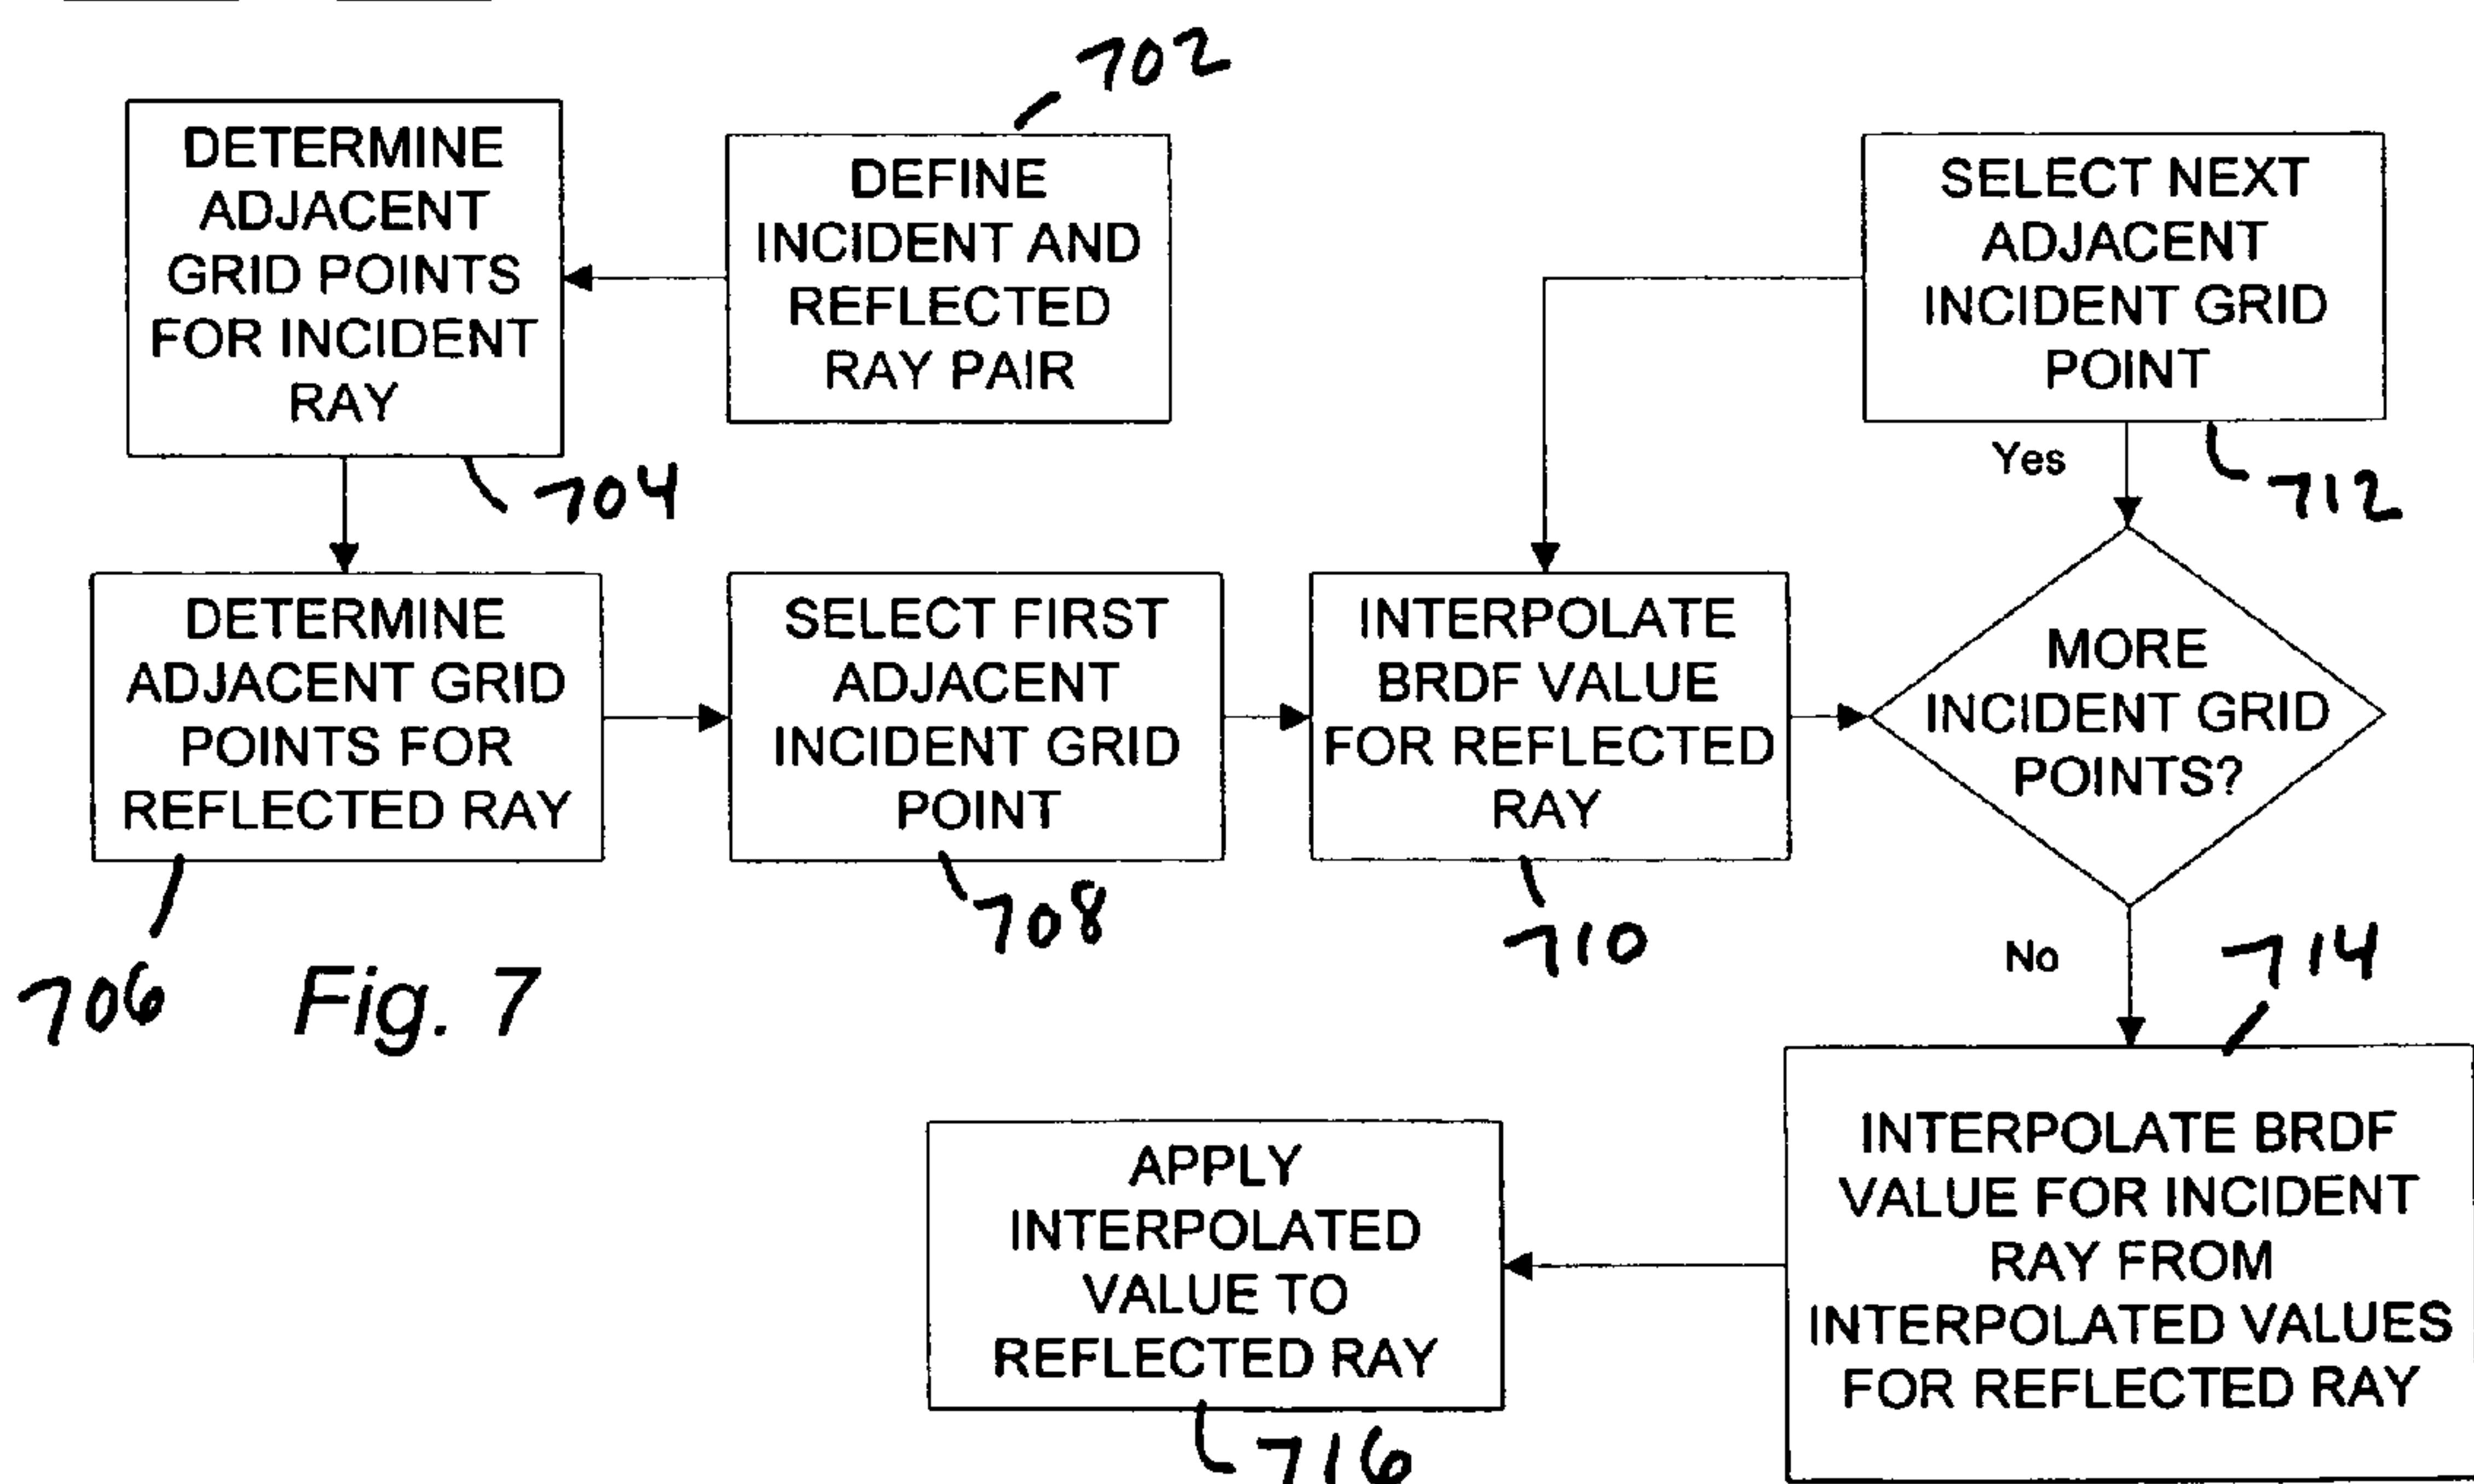 702
DETERMINE
ADJACENT
GRID POINTS
FOR INCIDENT
RAY
704
DEFINE
INCIDENT AND
REFLECTED
RAY PAIR
SELECT NEXT
ADJACENT
INCIDENT GRID
POINT
Yes
712
DETERMINE
ADJACENT GRID
POINTS FOR
REFLECTED RAY
706
SELECT FIRST
ADJACENT
INCIDENT GRID
POINT
708
INTERPOLATE
BRDF VALUE
FOR REFLECTED
RAY
710
MORE
INCIDENT GRID
POINTS?
No
714
Fig. 7
INTERPOLATE BRDF
VALUE FOR INCIDENT
RAY FROM
INTERPOLATED VALUES
FOR REFLECTED RAY
APPLY
INTERPOLATED
VALUE TO
REFLECTED RAY
716